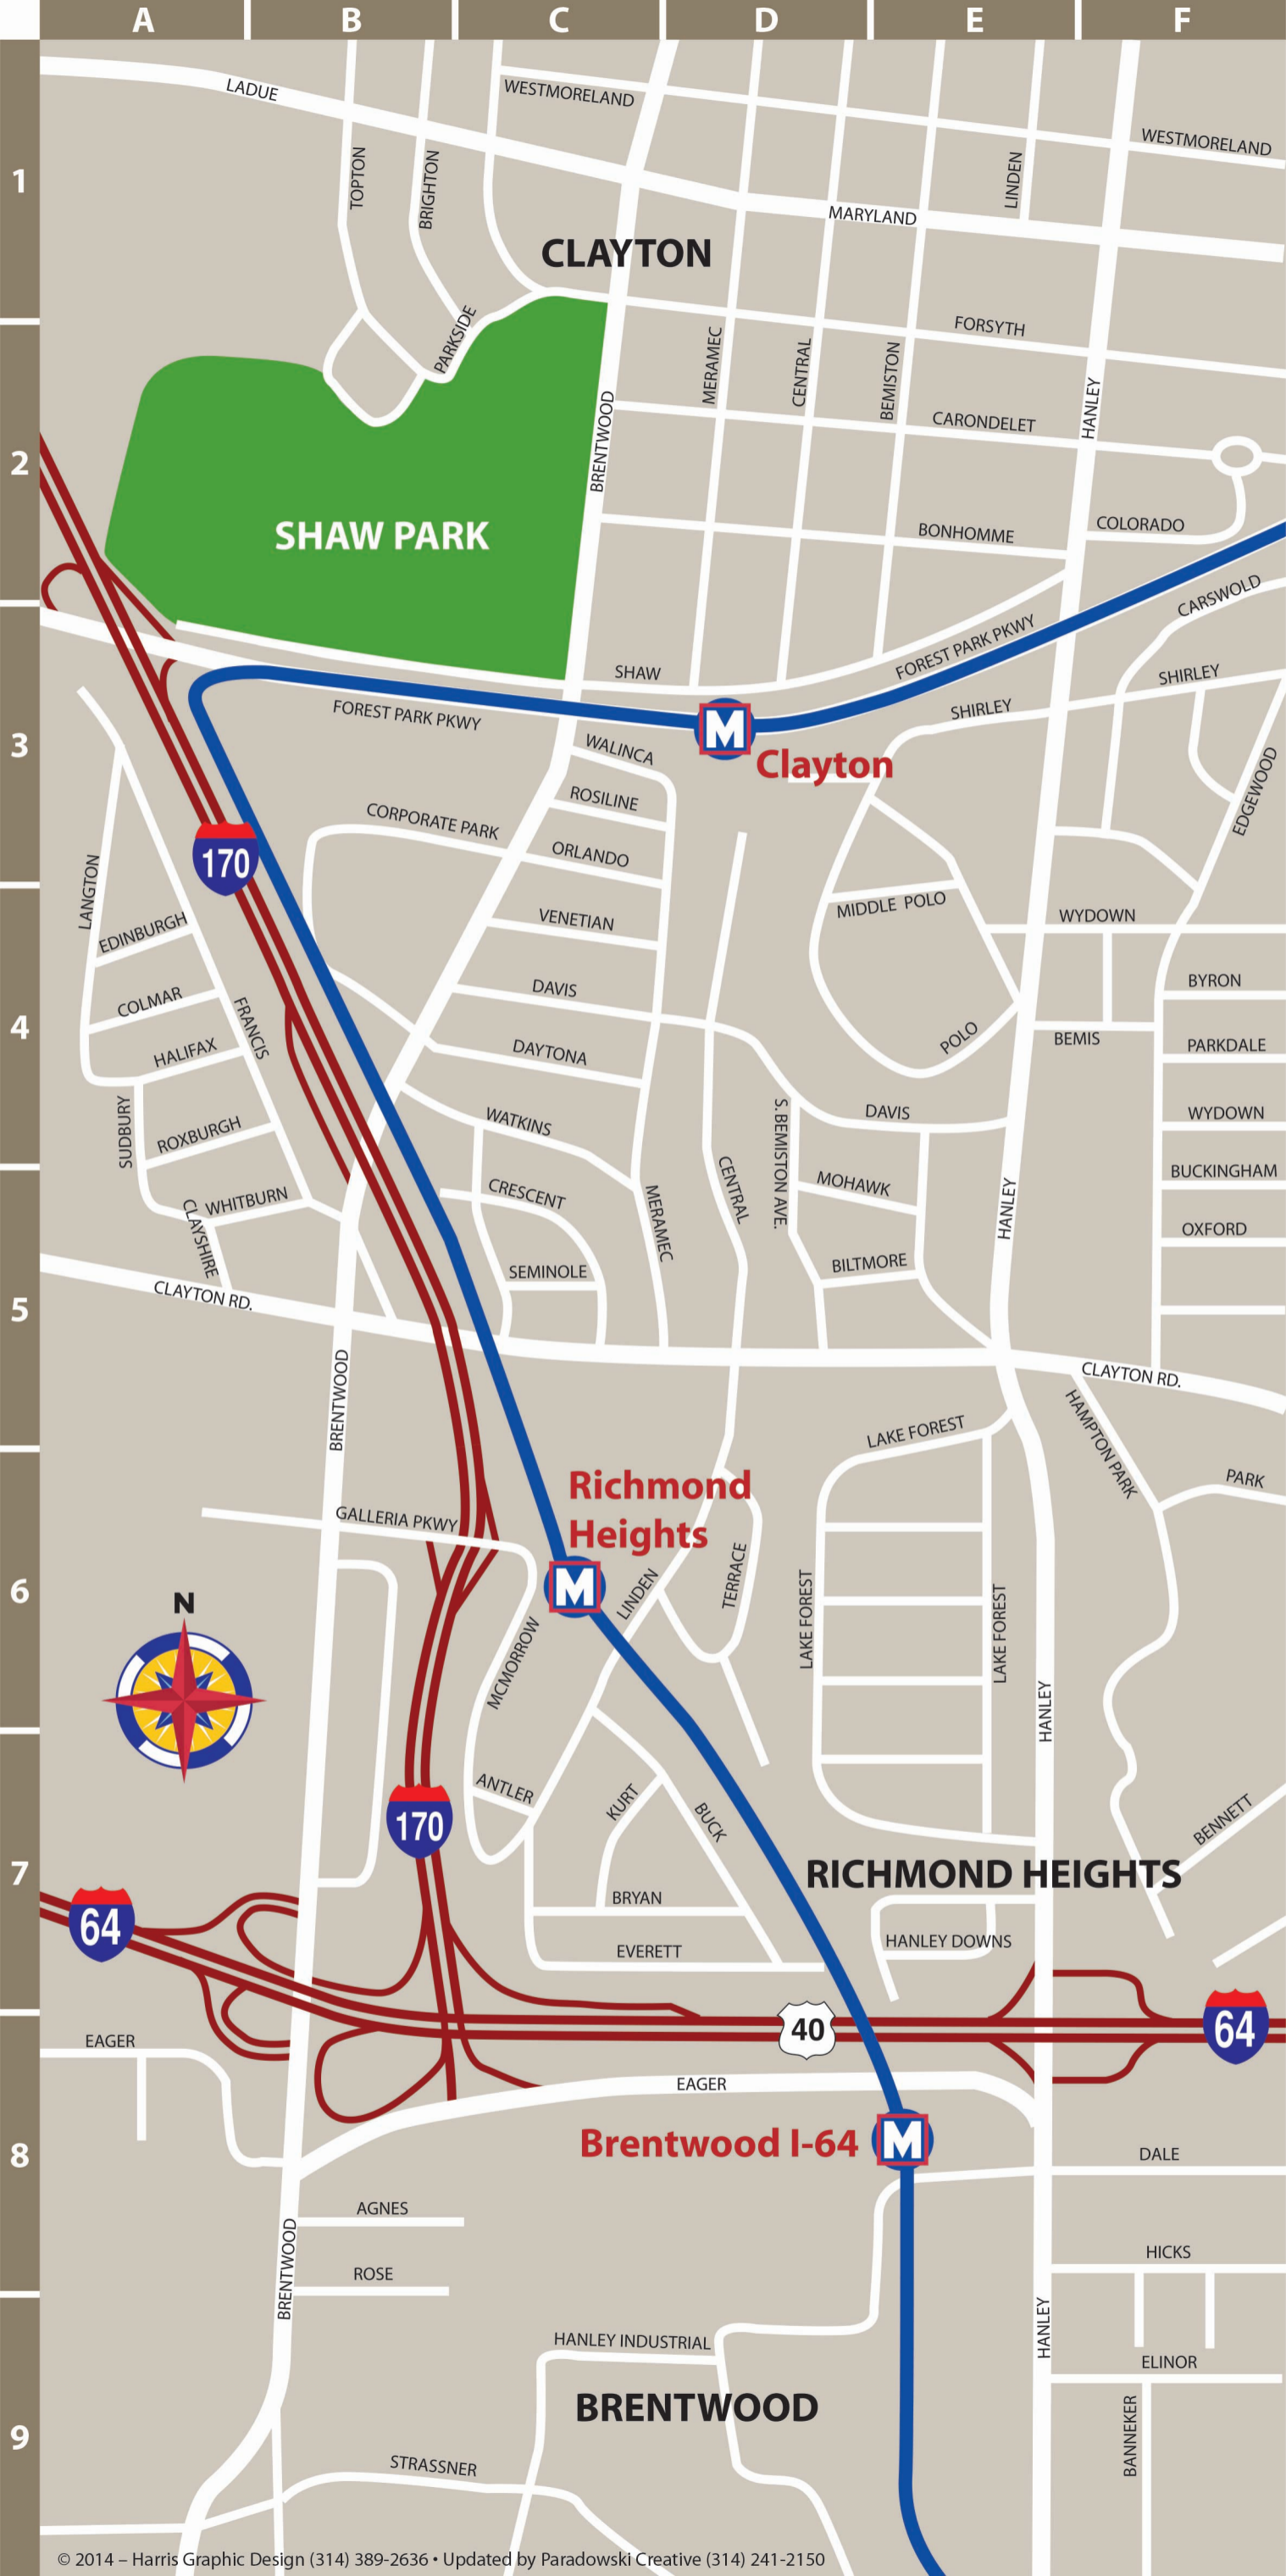 A
B
C
D
E
F
1
2
3
4
5
6
7
8
9
LADUE
WESTMORELAND
WESTMORELAND
TOPTON
BRIGHTON
LINDEN
MARYLAND
CLAYTON
PARKSIDE
FORSYTH
MERAMEC
CENTRAL
BEMISTON
HANLEY
BRENTWOOD
CARONDELET
SHAW PARK
BONHOMME
COLORADO
CARSWOLD
SHAW
FOREST PARK PKWY
SHIRLEY
FOREST PARK PKWY
SHIRLEY
M
Clayton
WALINCA
EDGEWOOD
ROSILINE
CORPORATE PARK
ORLANDO
170
LANGTON
MIDDLE POLO
EDINBURGH
VENETIAN
WYDOWN
BYRON
COLMAR
DAVIS
FRANCIS
POLO
BEMIS
HALIFAX
DAYTONA
PARKDALE
SUDBURY
ROXBURGH
WATKINS
S. BEMISTON AVE.
DAVIS
WYDOWN
BUCKINGHAM
WHITBURN
CLAYSHIRE
CRESCENT
MERAMEC
CENTRAL
MOHAWK
HANLEY
OXFORD
SEMINOLE
BILTMORE
CLAYTON RD.
CLAYTON RD.
BRENTWOOD
HAMPTON PARK
LAKE FOREST
PARK
Richmond
Heights
GALLERIA PKWY
M
N
LINDEN
TERRACE
LAKE FOREST
LAKE FOREST
MCMORROW
HANLEY
ANTLER
KURT
BUCK
BENNETT
170
RICHMOND HEIGHTS
64
BRYAN
EVERETT
HANLEY DOWNS
40
64
EAGER
EAGER
Brentwood I-64
M
DALE
AGNES
BRENTWOOD
HICKS
ROSE
HANLEY
HANLEY INDUSTRIAL
ELINOR
BRENTWOOD
BANNEKER
STRASSNER
© 2014 – Harris Graphic Design (314) 389-2636 • Updated by Paradowski Creative (314) 241-2150